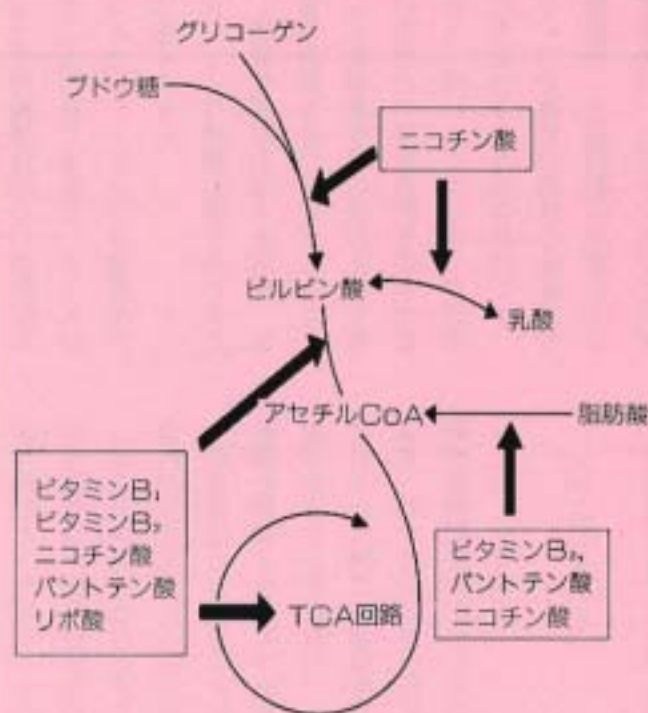 グリコーゲン
ブドウ糖
ニコチン酸
ピルビン酸
乳酸
アセチルCoA
脂肪酸
ビタミンB₁
ビタミンB₂
ニコチン酸
パントテン酸
リポ酸
TCA回路
ビタミンB₂,
パントテン酸
ニコチン酸